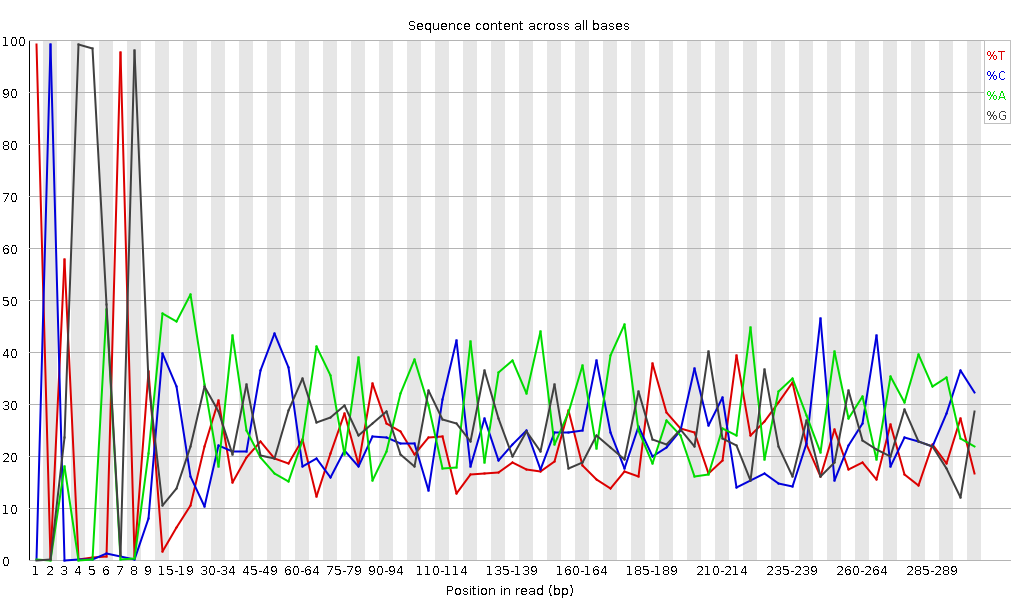 Sequence content across all bases
100
90
80
70
60
50
40
30
20
10
0
%T
%C
%A
%G
1 2 3 4 5 6 7 8 9 15-19 30-34 45-49 60-64 75-79 90-94 110-114 135-139 160-164 185-189 210-214 235-239 260-264 285-289
Position in read (bp)